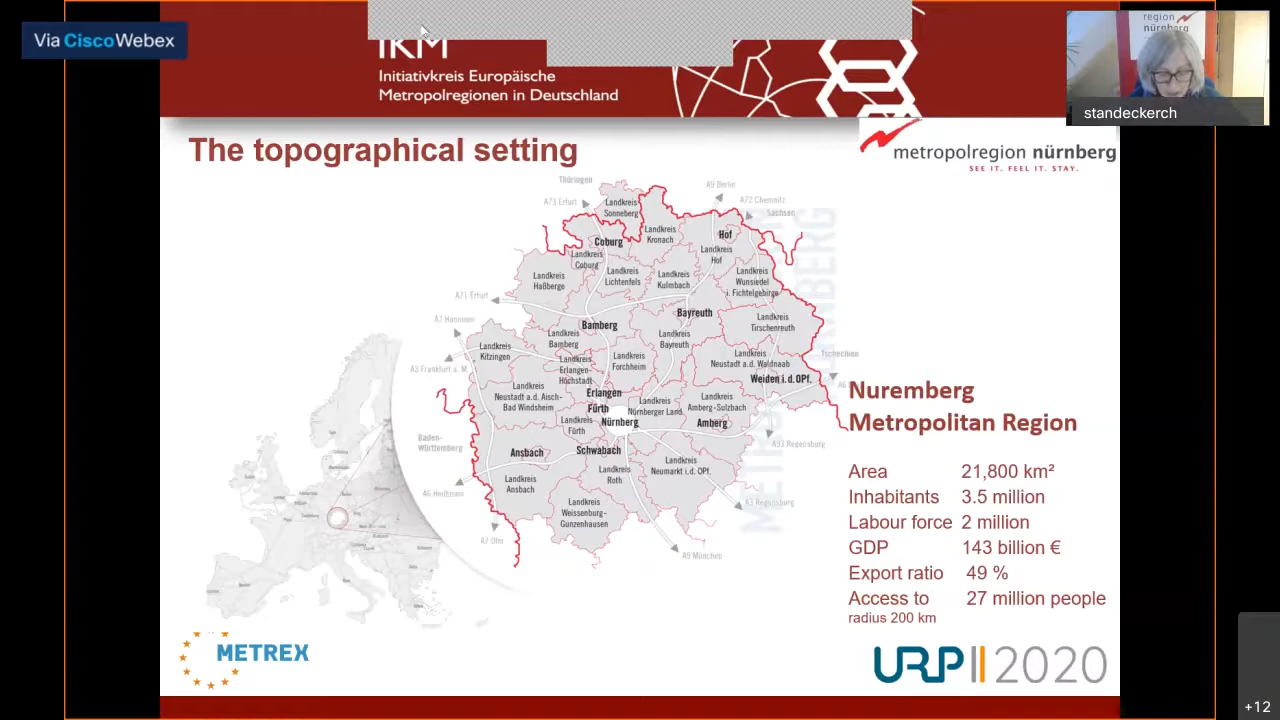 Via Cisco Webex
IKM
Initiativkreis Europäische
Metropolregionen in Deutschland
region
nürnberg
standeckerch
The topographical setting
metropolregion nürnberg
SEE IT. FEEL IT. STAY.
Thüringen
A9 Berlin
A73 Erfurt
A72 Chemnitz
Sachsen
Landkreis
Sonneberg
Landkreis
Kronach
Hof
Coburg
Landkreis
Hof
Landkreis
Coburg
Landkreis
Lichtenfels
Landkreis
Kulmbach
Landkreis
Wunsiedel
i. Fichtelgebirge
Landkreis
Haßberge
A71 Erfurt
A7 Hannover
Bayreuth
Bamberg
Landkreis
Tirschenreuth
Landkreis
Bamberg
Landkreis
Bayreuth
Landkreis
Kitzingen
Landkreis
Forchheim
Landkreis
Neustadt a.d. Waldnaab
Tschechien
A3 Frankfurt a. M.
Landkreis
Erlangen-
Höchstadt
Weiden i.d.OPf.
A6
Landkreis
Neustadt a.d. Aisch-
Bad Windsheim
Erlangen
Landkreis
Nürnberger Land
Landkreis
Amberg-Sulzbach
Fürth
Nürnberg
Landkreis
Fürth
Amberg
Baden-
Württemberg
A93 Regensburg
Ansbach
Schwabach
Landkreis
Roth
Landkreis
Neumarkt i.d. OPf.
Landkreis
Ansbach
A6 Heilbronn
A3 Regensburg
Landkreis
Weissenburg-
Gunzenhausen
A7 Ulm
A9 München
Nuremberg
Metropolitan Region
Area 21,800 km²
Inhabitants 3.5 million
Labour force 2 million
GDP 143 billion €
Export ratio 49 %
Access to 27 million people
radius 200 km
METREX
URP 2020
+12